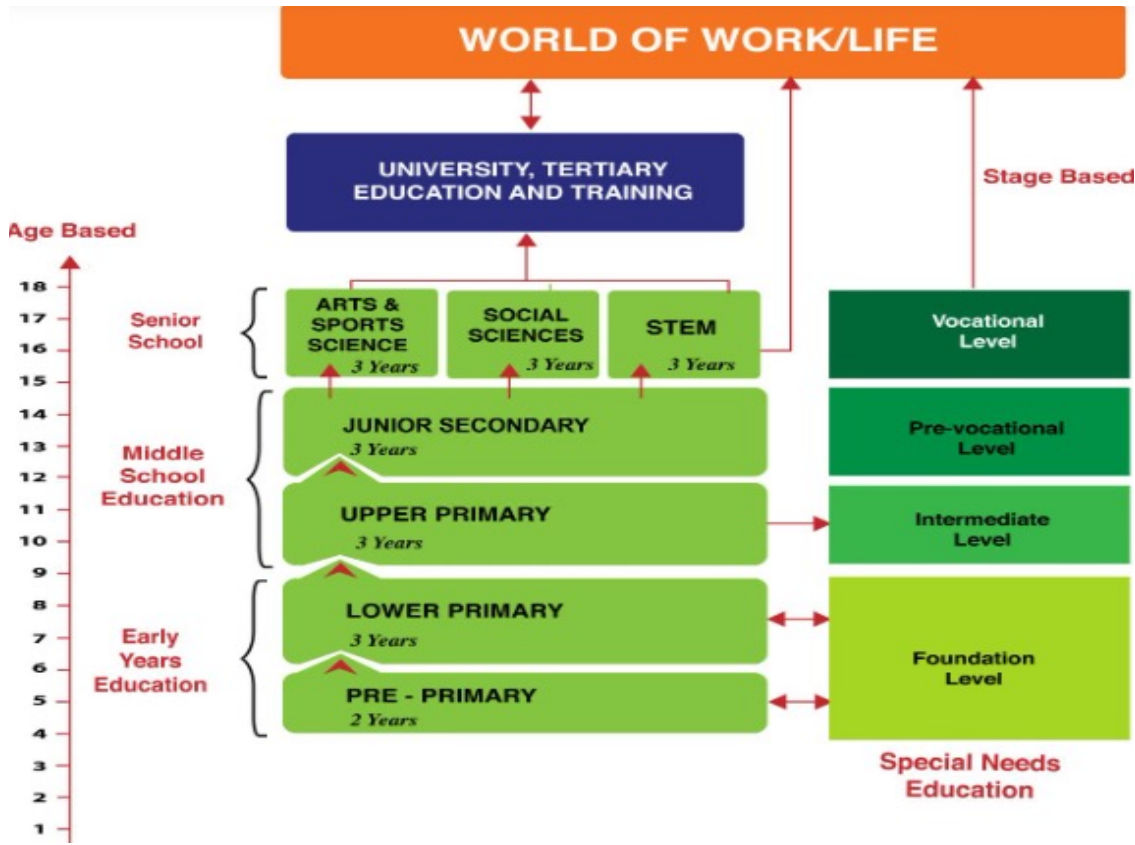 WORLD OF WORK/LIFE
UNIVERSITY, TERTIARY
EDUCATION AND TRAINING
Stage Based
Age Based
18
17
16
15
14
13
12
11
10
9
8
7
6
5
4
3
2
1
Senior
School
ARTS &
SPORTS
SCIENCE
3 Years
SOCIAL
SCIENCES
3 Years
STEM
3 Years
Vocational
Level
Middle
School
Education
JUNIOR SECONDARY
3 Years
Pre-vocational
Level
UPPER PRIMARY
3 Years
Intermediate
Level
Early
Years
Education
LOWER PRIMARY
3 Years
PRE - PRIMARY
2 Years
Foundation
Level
Special Needs
Education